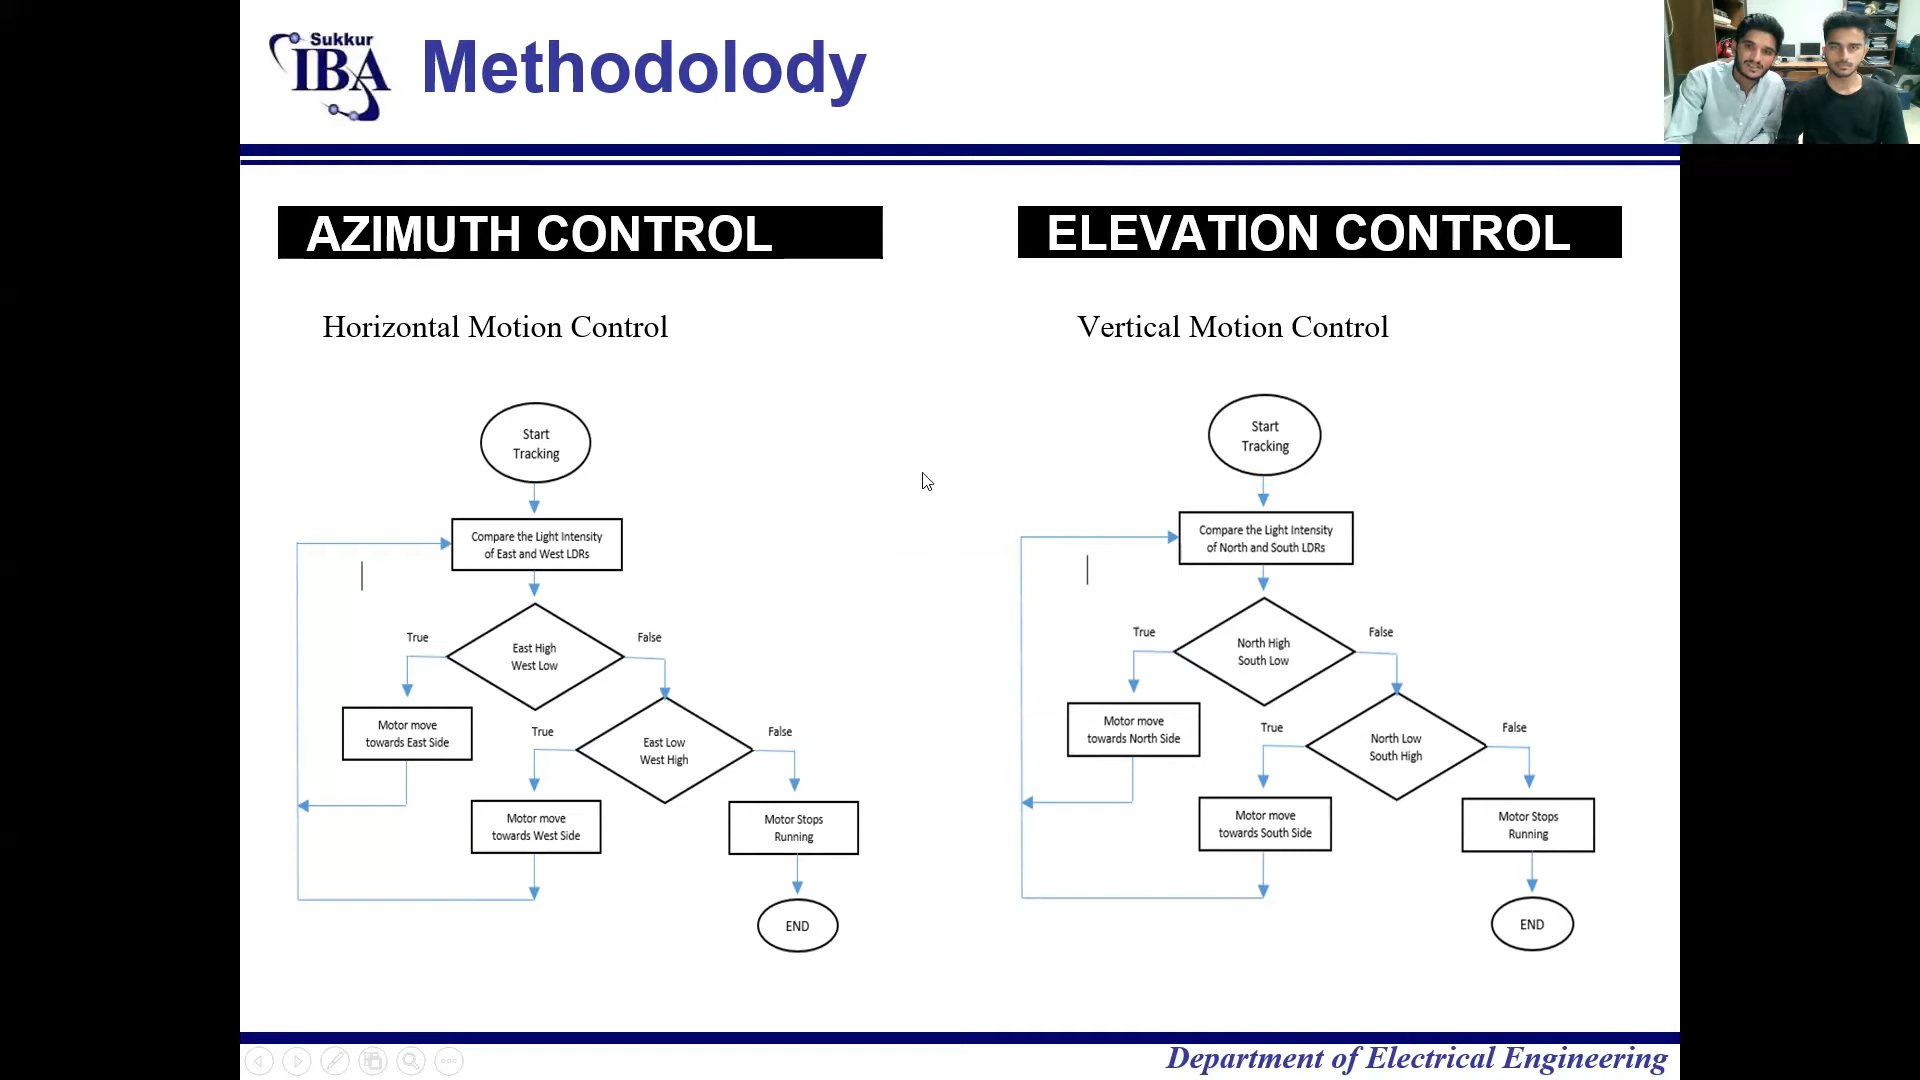 Sukkur
IBA
Methodolody
AZIMUTH CONTROL
Horizontal Motion Control
Start
Tracking
Compare the Light Intensity
of East and West LDRs
True
East High
West Low
False
Motor move
towards East Side
True
East Low
West High
False
Motor move
towards West Side
Motor Stops
Running
END
ELEVATION CONTROL
Vertical Motion Control
Start
Tracking
Compare the Light Intensity
of North and South LDRs
True
North High
South Low
False
Motor move
towards North Side
True
North Low
South High
False
Motor move
towards South Side
Motor Stops
Running
END
Department of Electrical Engineering